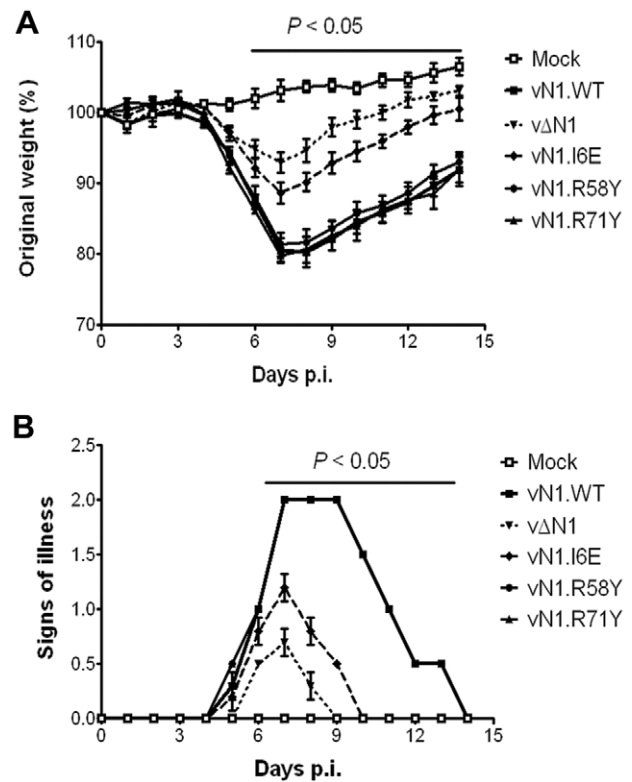 A
P < 0.05
Original weight (%)
110
100
90
80
70
0
3
6
9
12
15
Days p.i.
Mock
vN1.WT
vΔN1
vN1.I6E
vN1.R58Y
vN1.R71Y
B
P < 0.05
Signs of illness
2.5
2.0
1.5
1.0
0.5
0.0
0
3
6
9
12
15
Days p.i.
Mock
vN1.WT
vΔN1
vN1.I6E
vN1.R58Y
vN1.R71Y